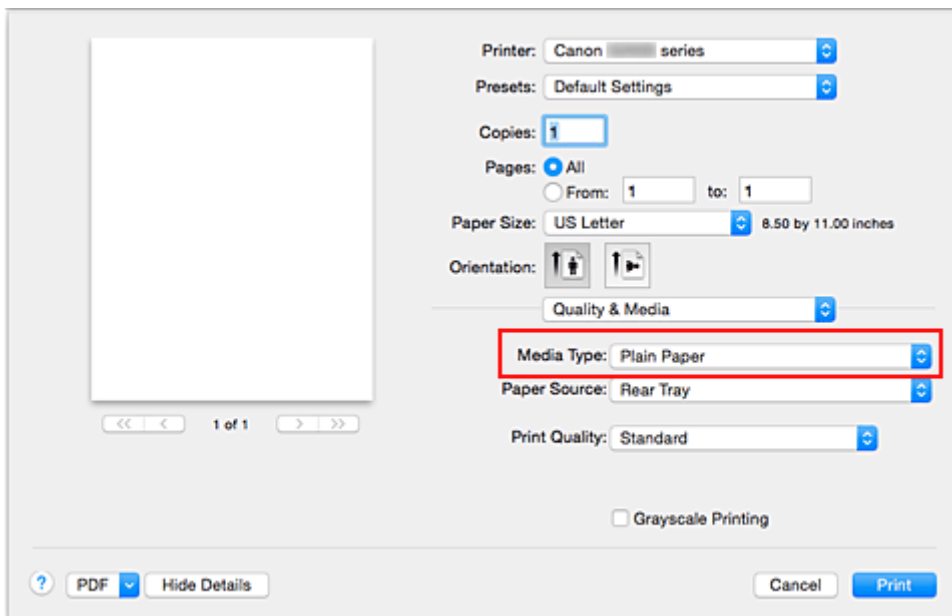 Printer: Canon series
Presets: Default Settings
Copies: 1
Pages: All
From: 1 to: 1
Paper Size: US Letter 8.50 by 11.00 inches
Orientation:
Quality & Media
Media Type: Plain Paper
Paper Source: Rear Tray
1 of 1
Print Quality: Standard
Grayscale Printing
? PDF Hide Details Cancel Print